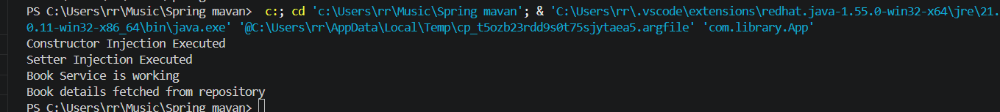 PS C:\Users\rr\Music\Spring mavan>  c:; cd 'c:\Users\rr\Music\Spring mavan'; & 'C:\Users\rr\.vscode\extensions\redhat.java-1.55.0-win32-x64\jre\21.
0.11-win32-x86_64\bin\java.exe' '@C:\Users\rr\AppData\Local\Temp\cp_t5ozb23rdd9s0t75sjytaea5.argfile' 'com.library.App'
Constructor Injection Executed
Setter Injection Executed
Book Service is working
Book details fetched from repository
PS C:\Users\rr\Music\Spring mavan>